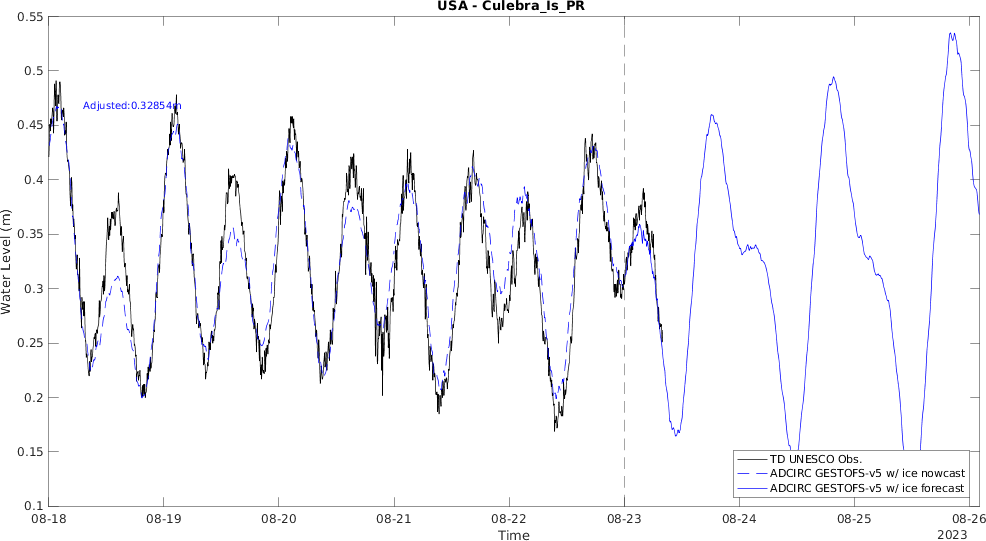 USA - Culebra_Is_PR
0.55
0.5
0.45
0.4
0.35
0.3
0.25
0.2
0.15
0.1
Water Level (m)
Adjusted:0.32854m
TD UNESCO Obs.
ADCIRC GESTOFS-v5 w/ ice nowcast
ADCIRC GESTOFS-v5 w/ ice forecast
08-18 08-19 08-20 08-21 08-22 08-23 08-24 08-25 08-26
Time
2023